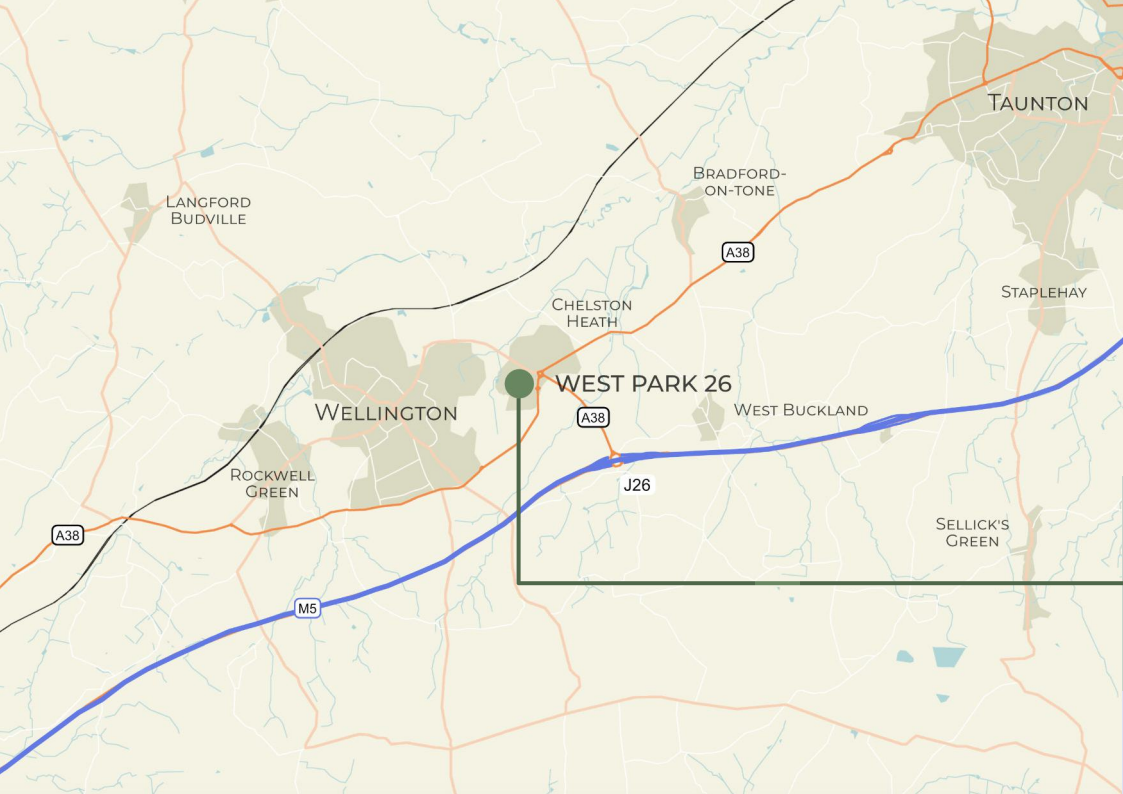 TAUNTON
BRADFORD-
ON-TONE
LANGFORD
BUDVILLE
A38
STAPLEHAY
CHELSTON
HEATH
WEST PARK 26
WELLINGTON
A38
WEST BUCKLAND
ROCKWELL
GREEN
J26
A38
SELLICK'S
GREEN
M5